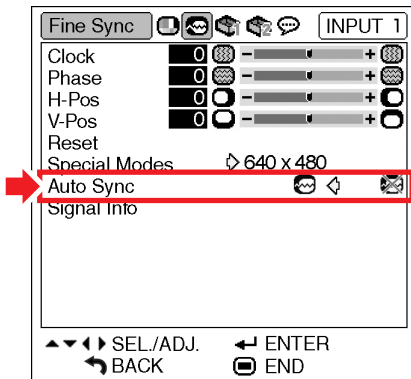 Fine Sync INPUT 1
Clock 0 − +
Phase 0 − +
H-Pos 0 − +
V-Pos 0 − +
Reset
Special Modes 640 x 480
Auto Sync
Signal Info
SEL./ADJ. ENTER
BACK END